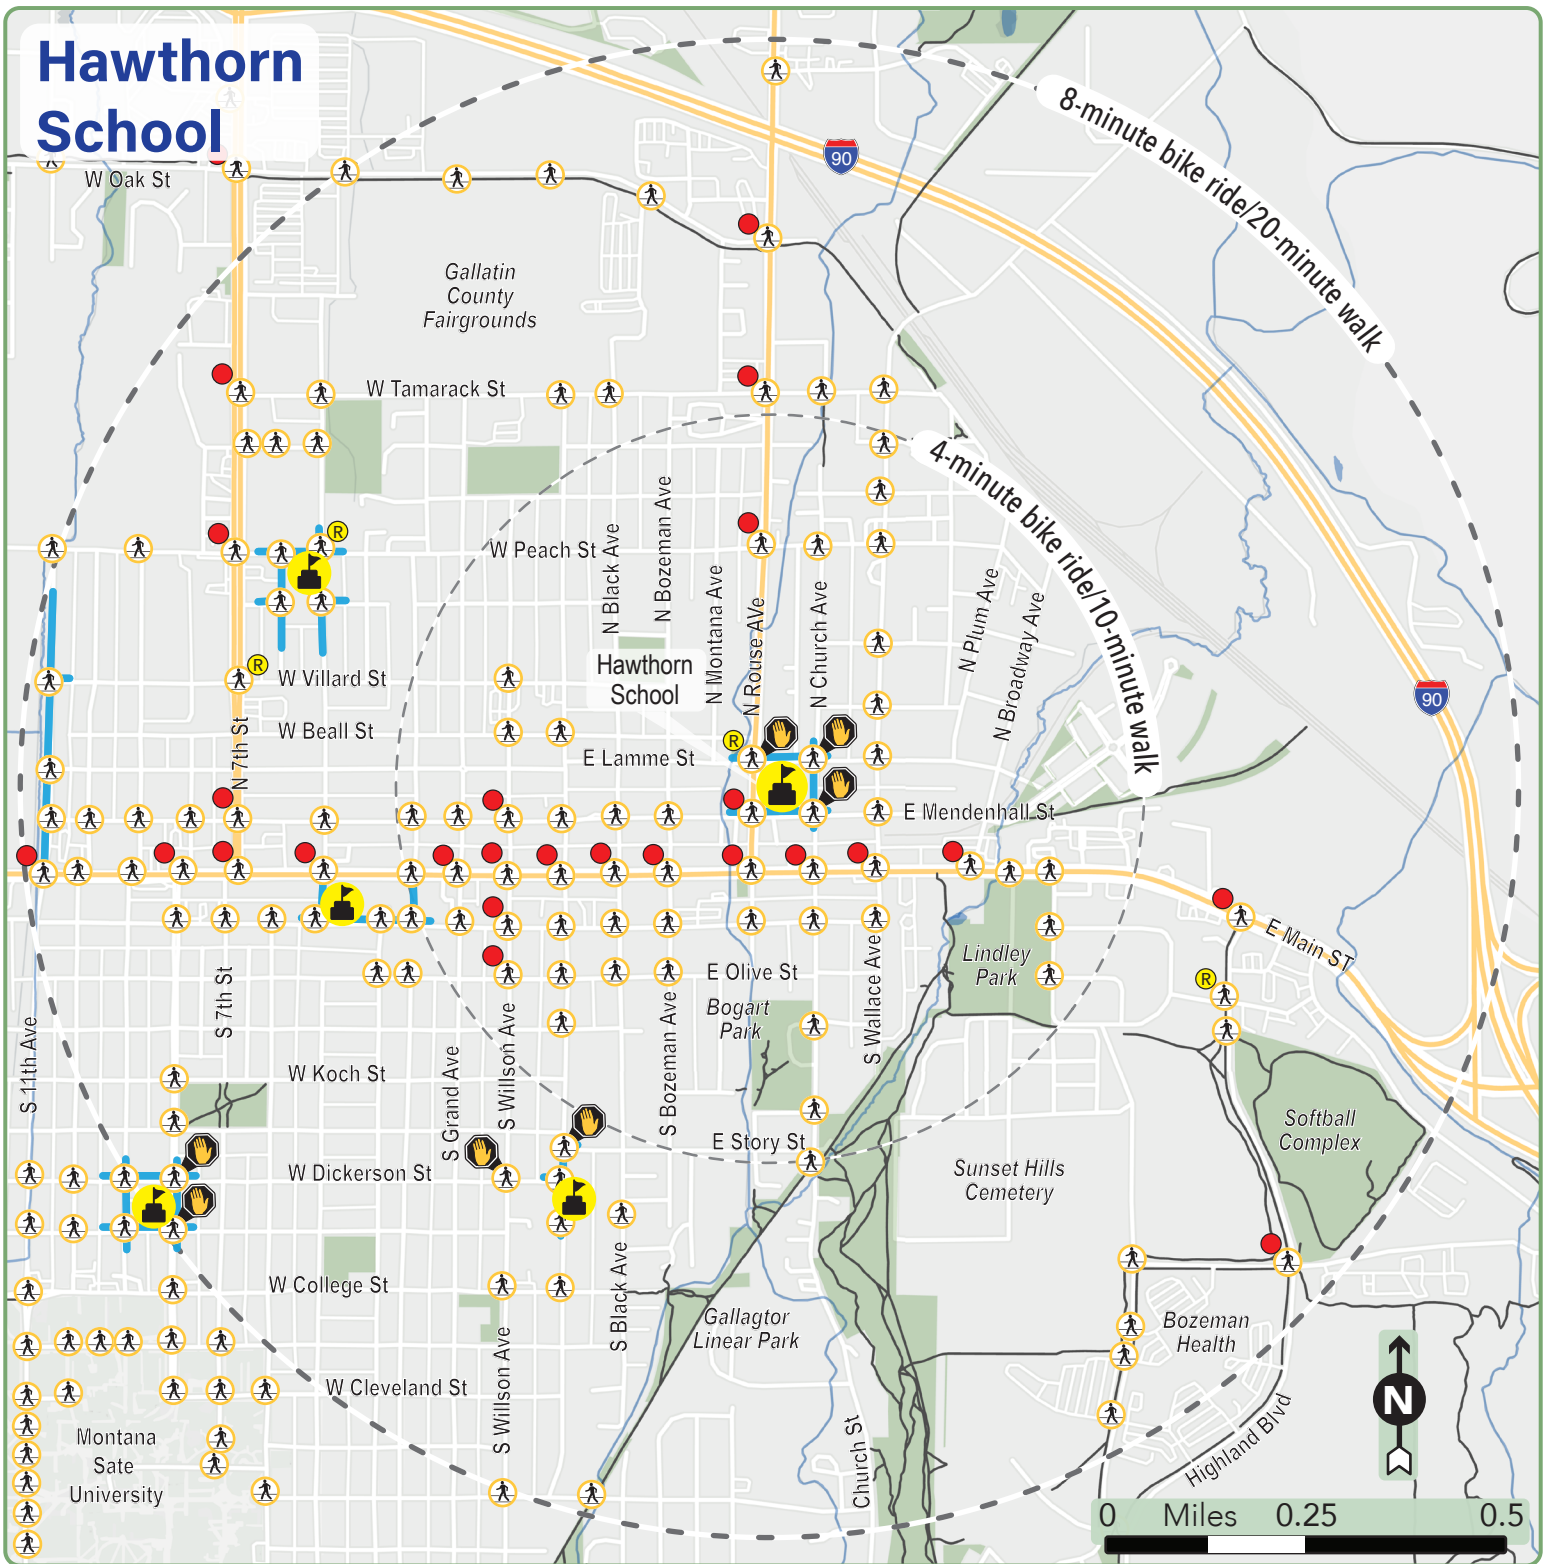 Hawthorn
School
8-minute bike ride/20-minute walk
90
W Oak St
Gallatin
County
Fairgrounds
W Tamarack St
4-minute bike ride/10-minute walk
R
W Peach St
N Black Ave
N Bozeman Ave
N Montana Ave
N Rouse AVe
N Church Ave
N Plum Ave
N Broadway Ave
R
W Villard St
Hawthorn
School
90
N 7th St
W Beall St
R
E Lamme St
E Mendenhall St
E Main ST
Lindley
Park
R
S 7th St
E Olive St
Bogart
Park
S Wallace Ave
S 11th Ave
S Grand Ave
S Willson Ave
S Bozeman Ave
W Koch St
Softball
Complex
E Story St
W Dickerson St
Sunset Hills
Cemetery
W College St
S Black Ave
Gallagtor
Linear Park
Bozeman
Health
S Willson Ave
W Cleveland St
Montana
Sate
University
Church St
Highland Blvd
N
0 Miles 0.25 0.5